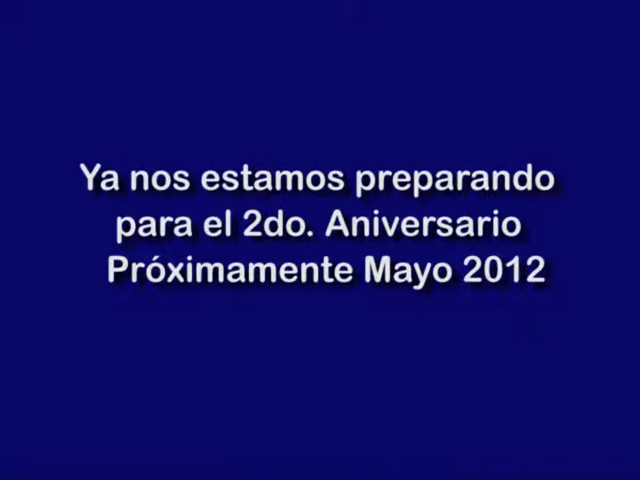 Ya nos estamos preparando
para el 2do. Aniversario
Próximamente Mayo 2012